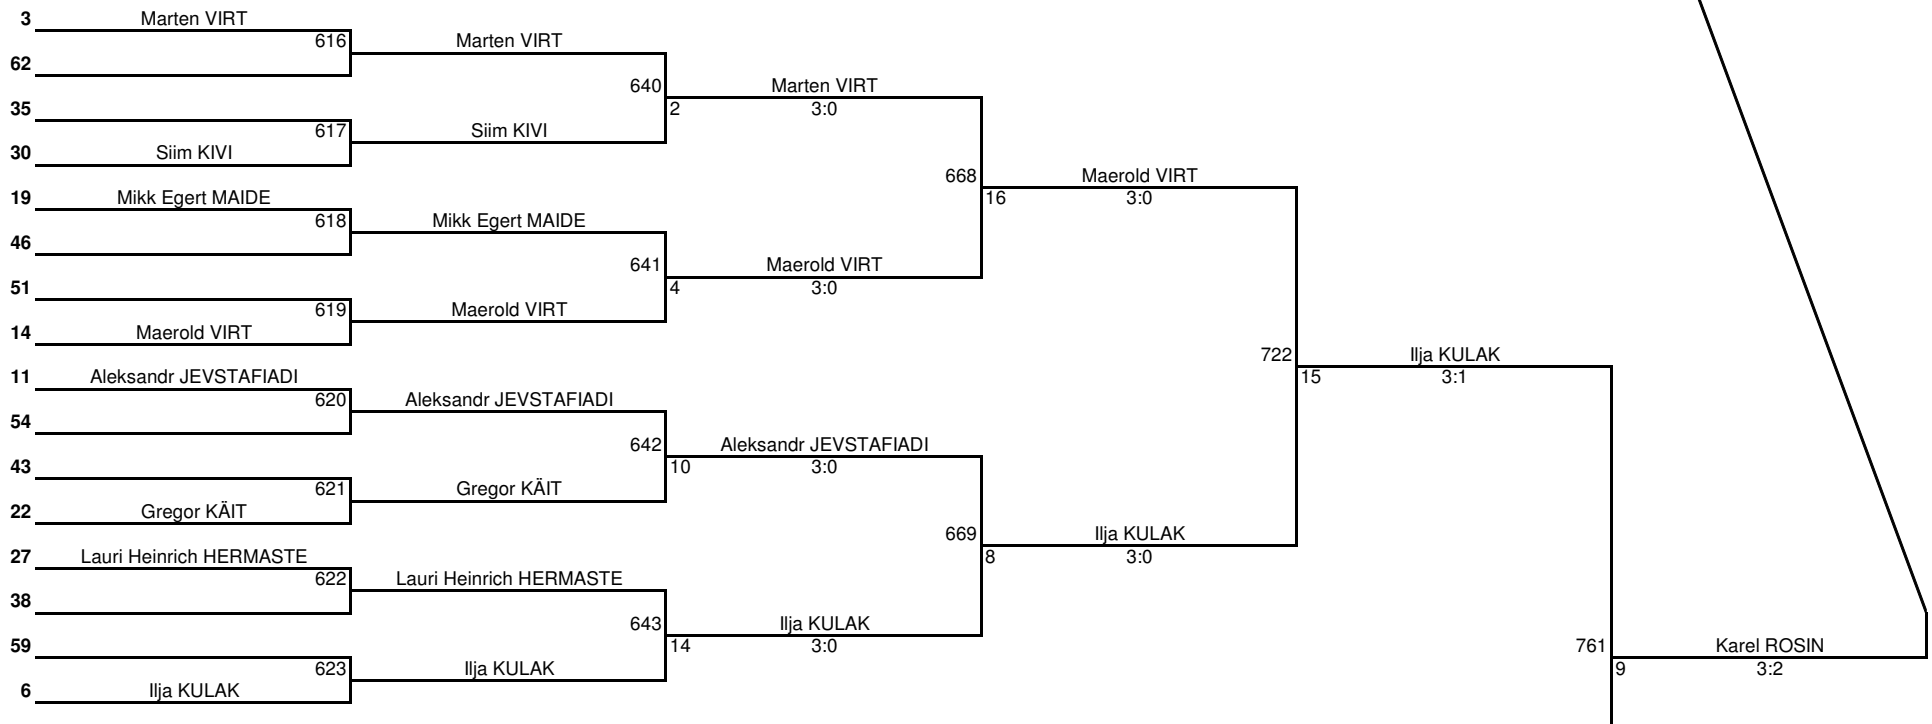 3 Marten VIRT
616 Marten VIRT
62
640 Marten VIRT
2 3:0
35
617 Siim KIVI
30 Siim KIVI
668 Maerold VIRT
16 3:0
19 Mikk Egert MAIDE
618 Mikk Egert MAIDE
46
641 Maerold VIRT
4 3:0
51
619 Maerold VIRT
14 Maerold VIRT
722 Ilja KULAK
15 3:1
11 Aleksandr JEVSTAFIADI
620 Aleksandr JEVSTAFIADI
54
642 Aleksandr JEVSTAFIADI
10 3:0
43
621 Gregor KÄIT
22 Gregor KÄIT
669 Ilja KULAK
8 3:0
27 Lauri Heinrich HERMASTE
622 Lauri Heinrich HERMASTE
38
643 Ilja KULAK
14 3:0
59
623 Ilja KULAK
6 Ilja KULAK
761 Karel ROSIN
9 3:2